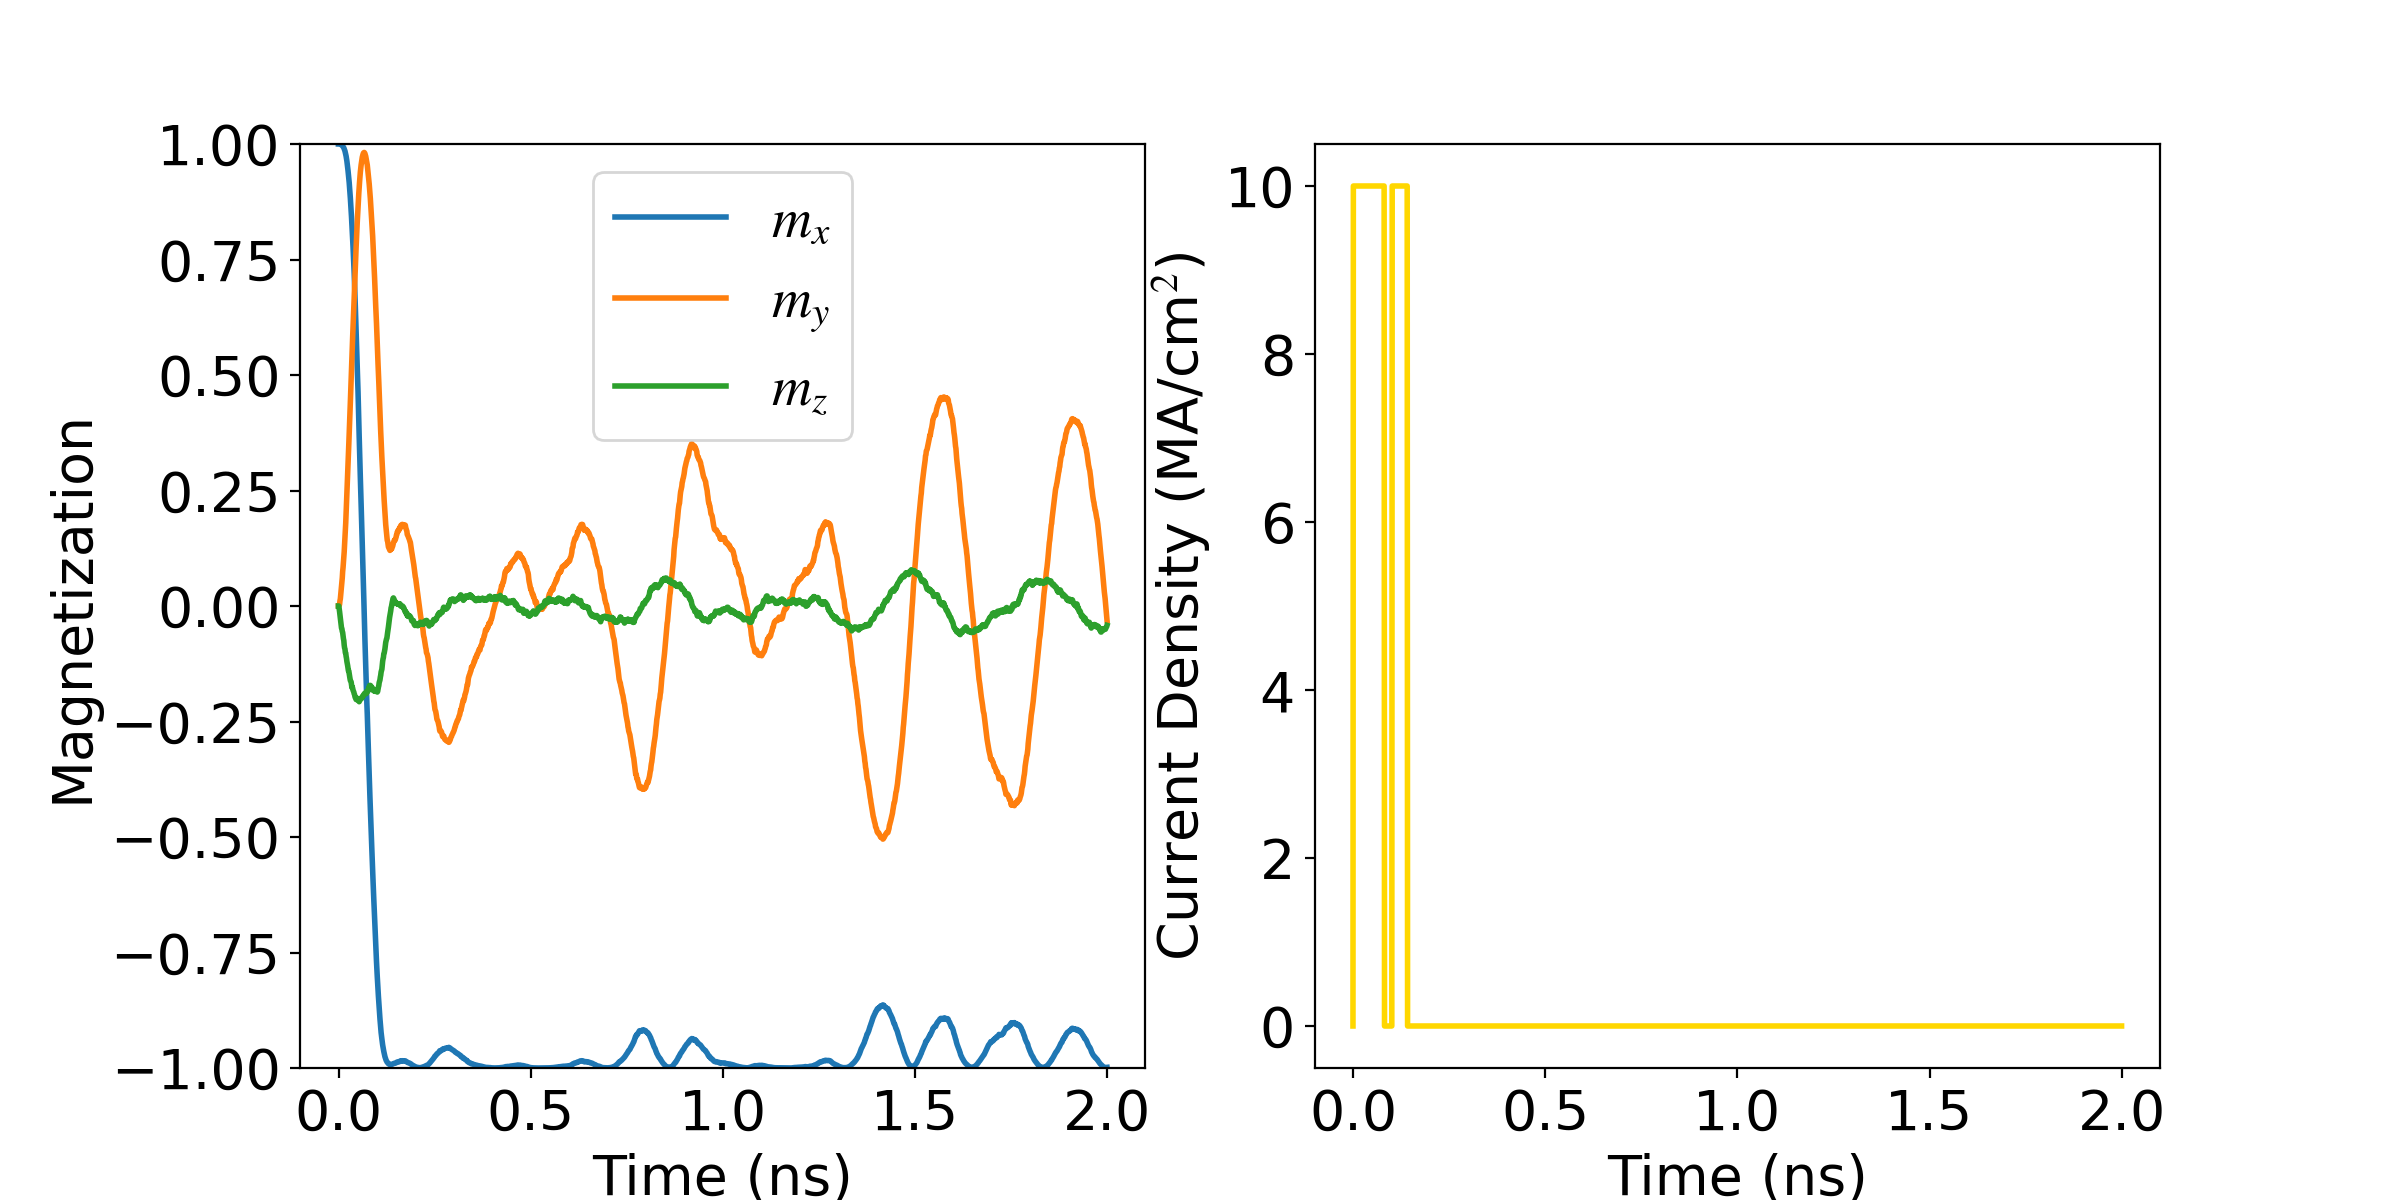 Magnetization
1.00
0.75
0.50
0.25
0.00
−0.25
−0.50
−0.75
−1.00
m_x
m_y
m_z
0.0 0.5 1.0 1.5 2.0
Time (ns)
Current Density (MA/cm²)
10
8
6
4
2
0
0.0 0.5 1.0 1.5 2.0
Time (ns)